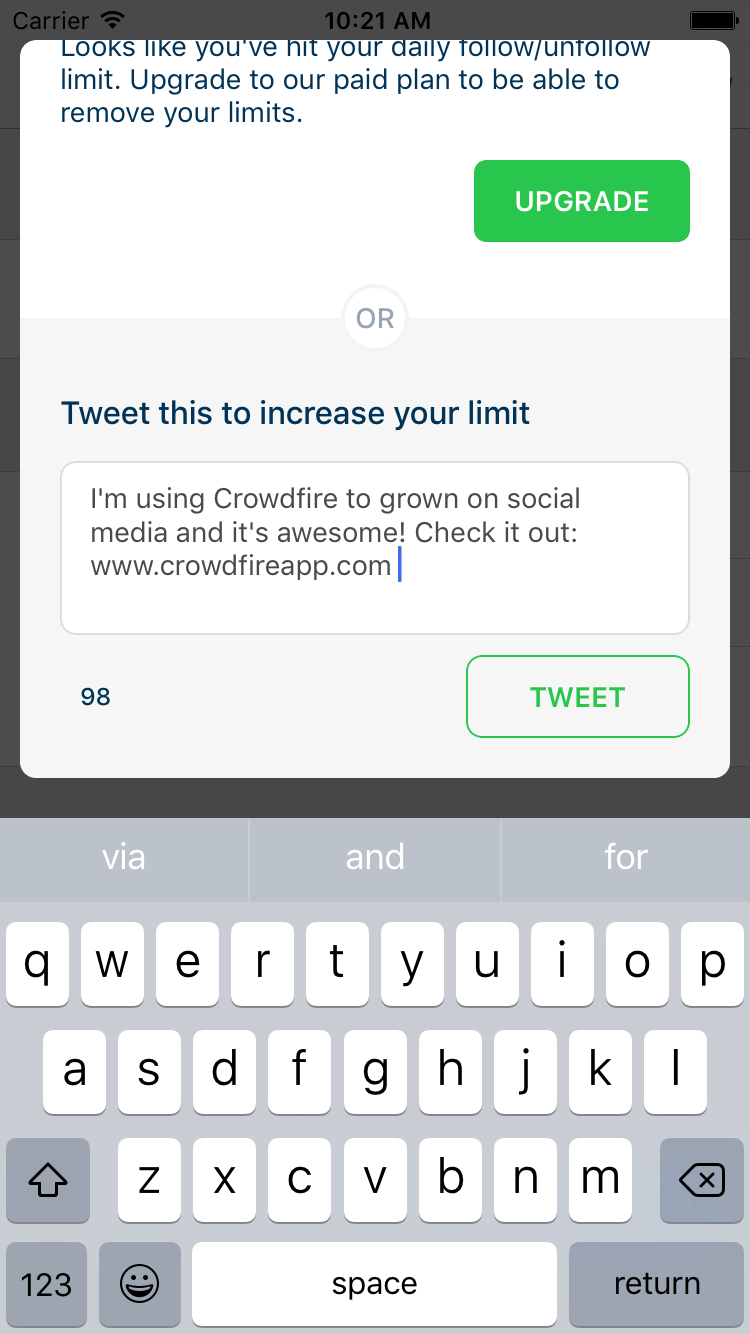 Carrier 10:21 AM
Looks like you've hit your daily follow/unfollow
limit. Upgrade to our paid plan to be able to
remove your limits.
UPGRADE
OR
Tweet this to increase your limit
I'm using Crowdfire to grown on social
media and it's awesome! Check it out:
www.crowdfireapp.com
98 TWEET
via and for
q w e r t y u i o p
a s d f g h j k l
z x c v b n m
123 space return